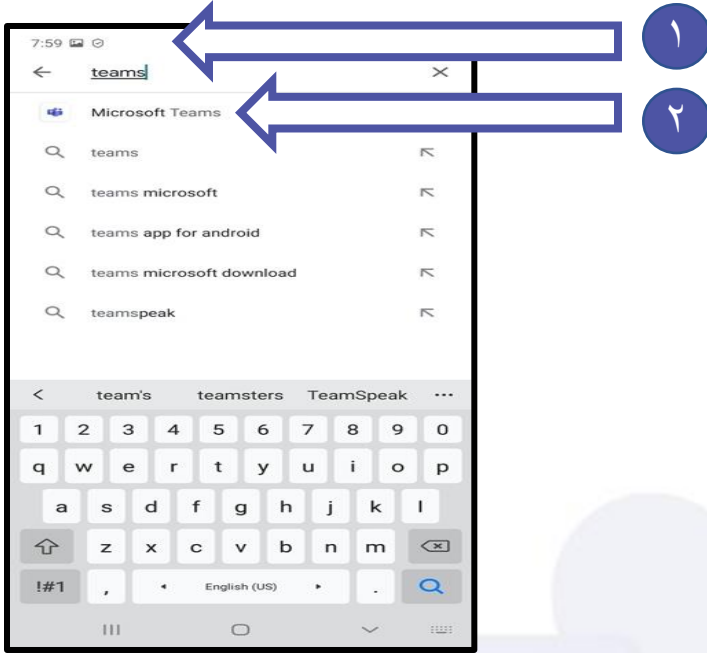 7:59
teams
Microsoft Teams
teams
teams microsoft
teams app for android
teams microsoft download
teamspeak
team's teamsters TeamSpeak ...
1 2 3 4 5 6 7 8 9 0
q w e r t y u i o p
a s d f g h j k l
z x c v b n m
!#1 , English (US) .
١
٢